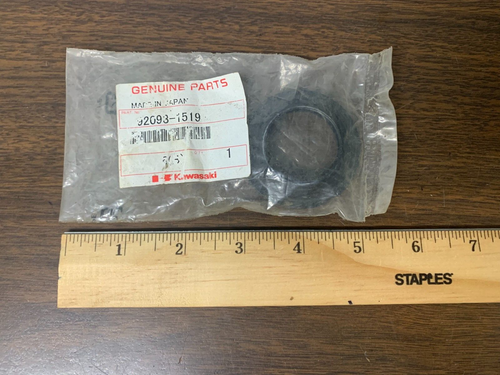 GENUINE PARTS
MADE IN JAPAN
92093-1519
1
Kawasaki
1 2 3 4 5 6 7
STAPLES